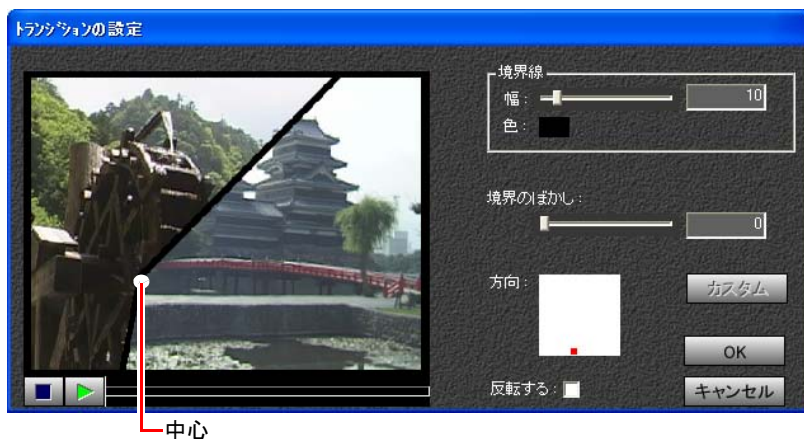 トランジションの設定
境界線
幅： 10
色：
境界のぼかし：
0
方向：
カスタム
OK
反転する：
キャンセル
中心